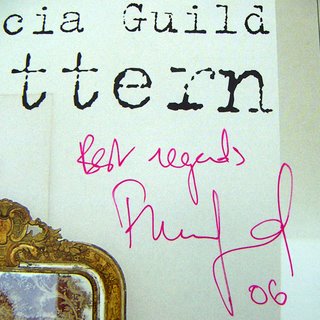 cia Guild
ttern
Best regards
06